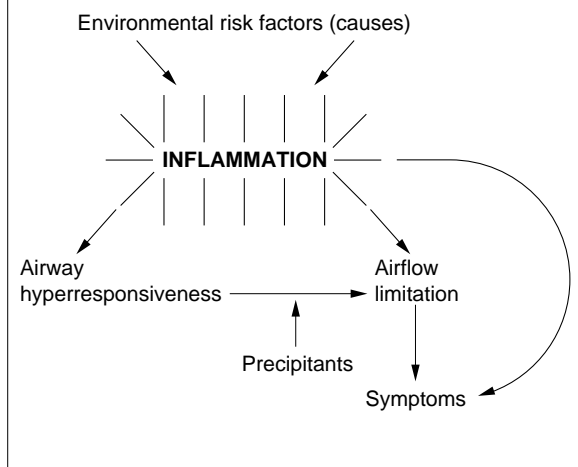 Environmental risk factors (causes)
INFLAMMATION
Airway
hyperresponsiveness
Airflow
limitation
Precipitants
Symptoms